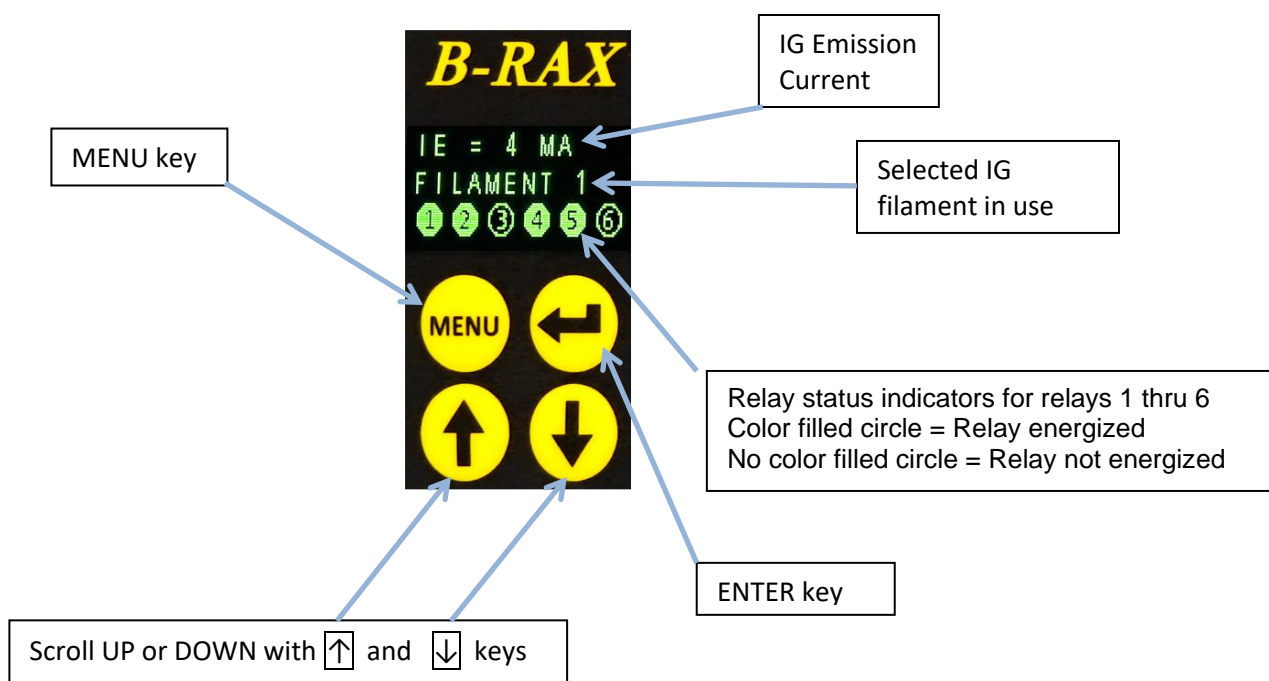 B-RAX
IG Emission
Current
IE = 4 MA
MENU key
FILAMENT 1
Selected IG
filament in use
1 2 3 4 5 6
MENU
Relay status indicators for relays 1 thru 6
Color filled circle = Relay energized
No color filled circle = Relay not energized
ENTER key
Scroll UP or DOWN with ↑ and ↓ keys